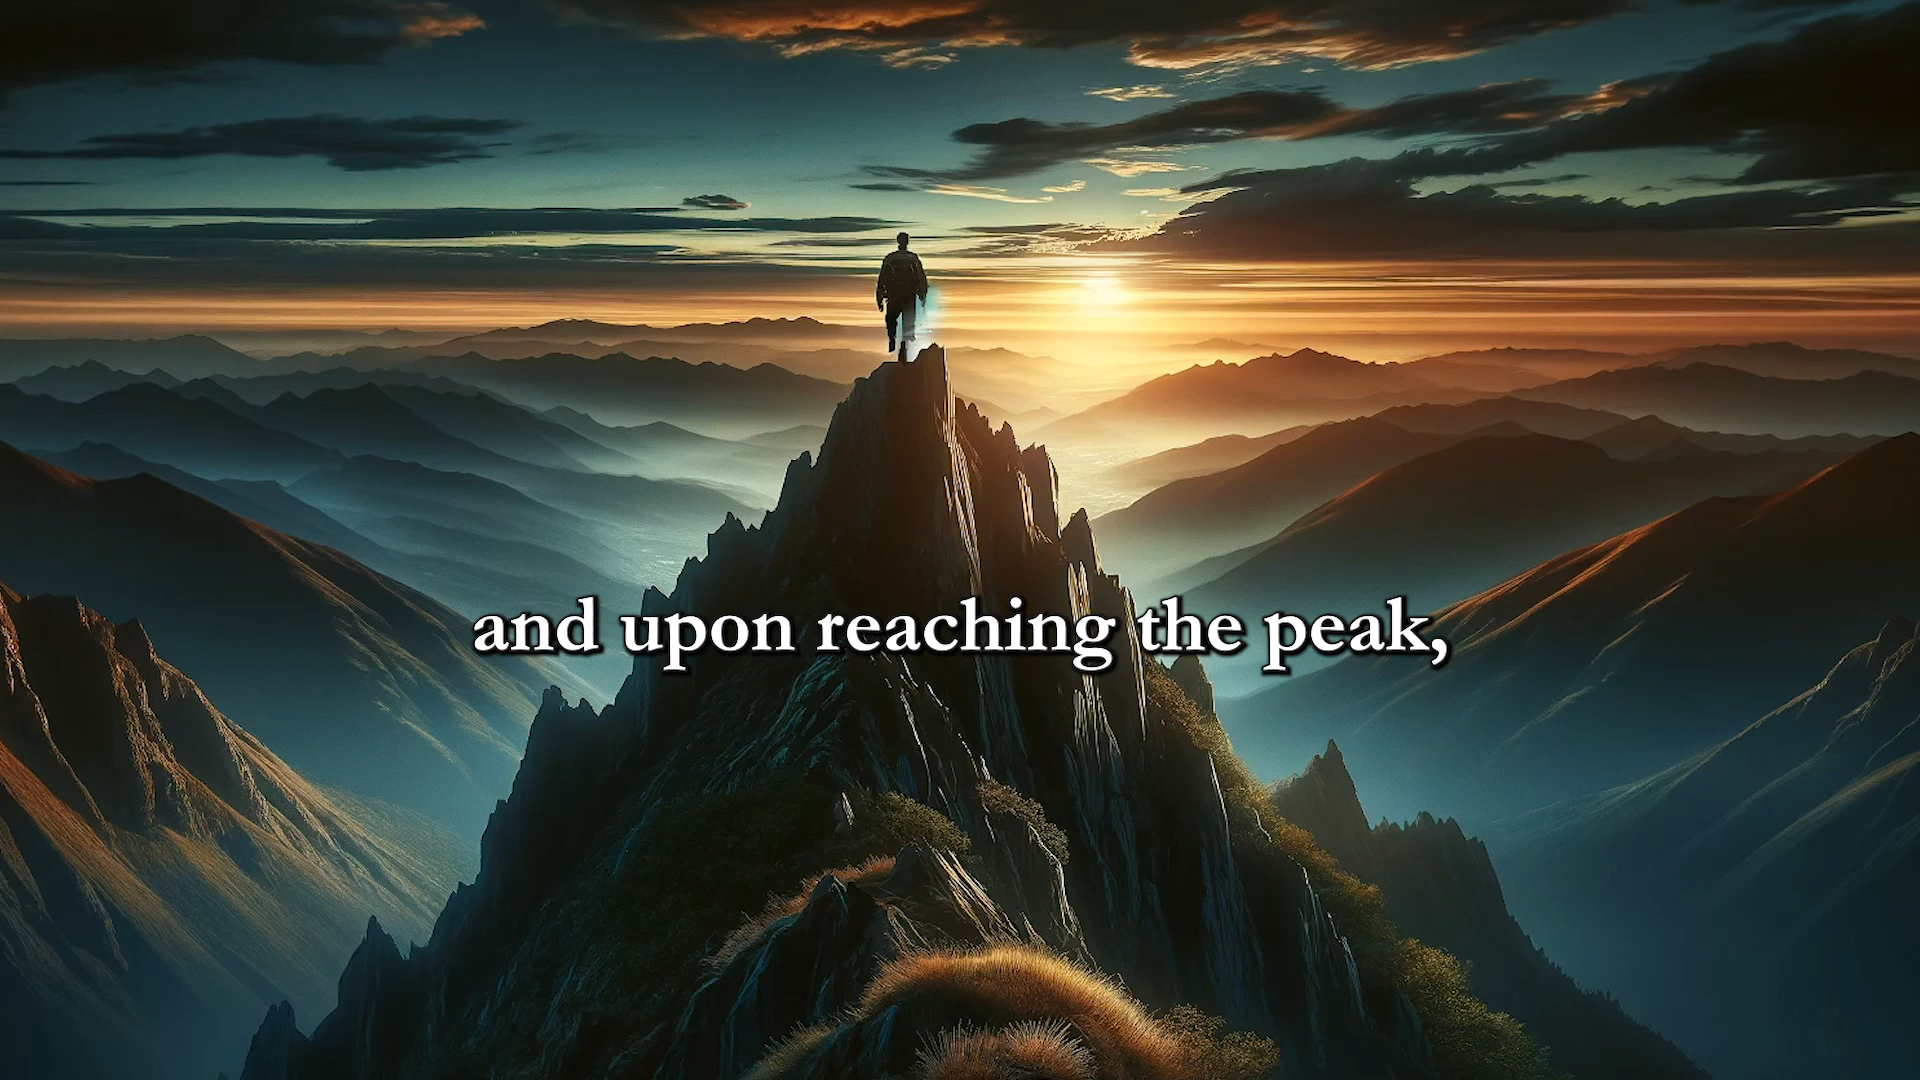 and upon reaching the peak,